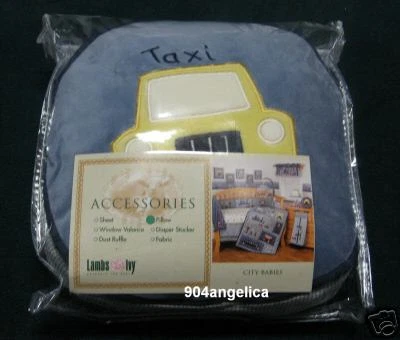 Taxi
ACCESSORIES
Sheet
Pillow
Window Valance
Diaper Stacker
Dust Ruffle
Fabric
Lambs & Ivy
CITY BABIES
904angelica